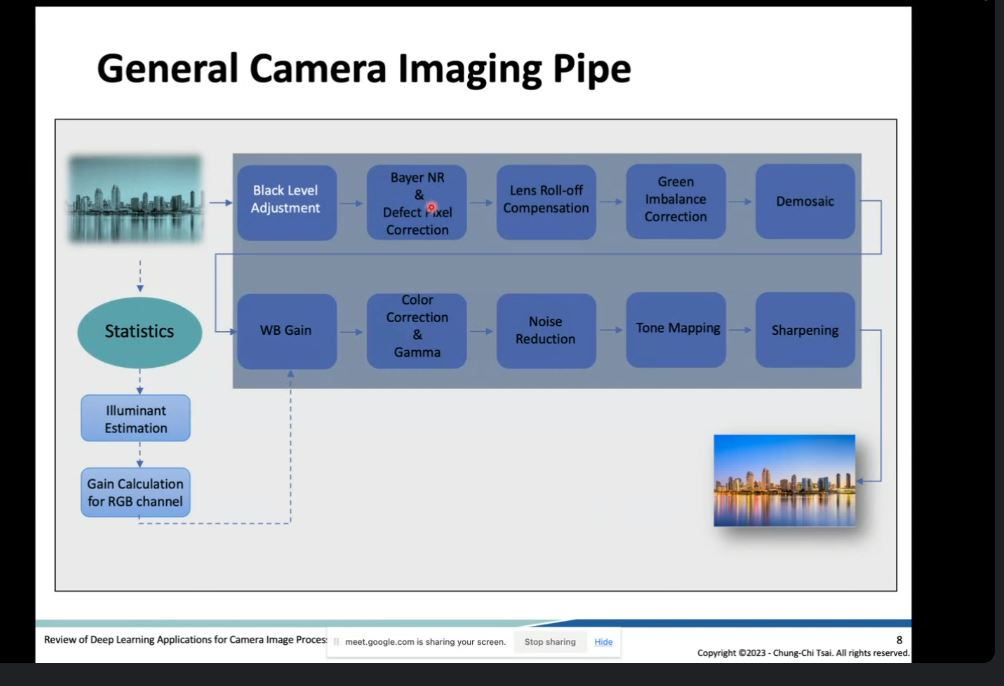 General Camera Imaging Pipe
Black Level
Adjustment
Bayer NR
&
Defect Pixel
Correction
Lens Roll-off
Compensation
Green
Imbalance
Correction
Demosaic
Statistics
WB Gain
Color
Correction
&
Gamma
Noise
Reduction
Tone Mapping
Sharpening
Illuminant
Estimation
Gain Calculation
for RGB channel
Review of Deep Learning Applications for Camera Image Proces
meet.google.com is sharing your screen.
Stop sharing
Hide
8
Copyright ©2023 - Chung-Chi Tsai. All rights reserved.